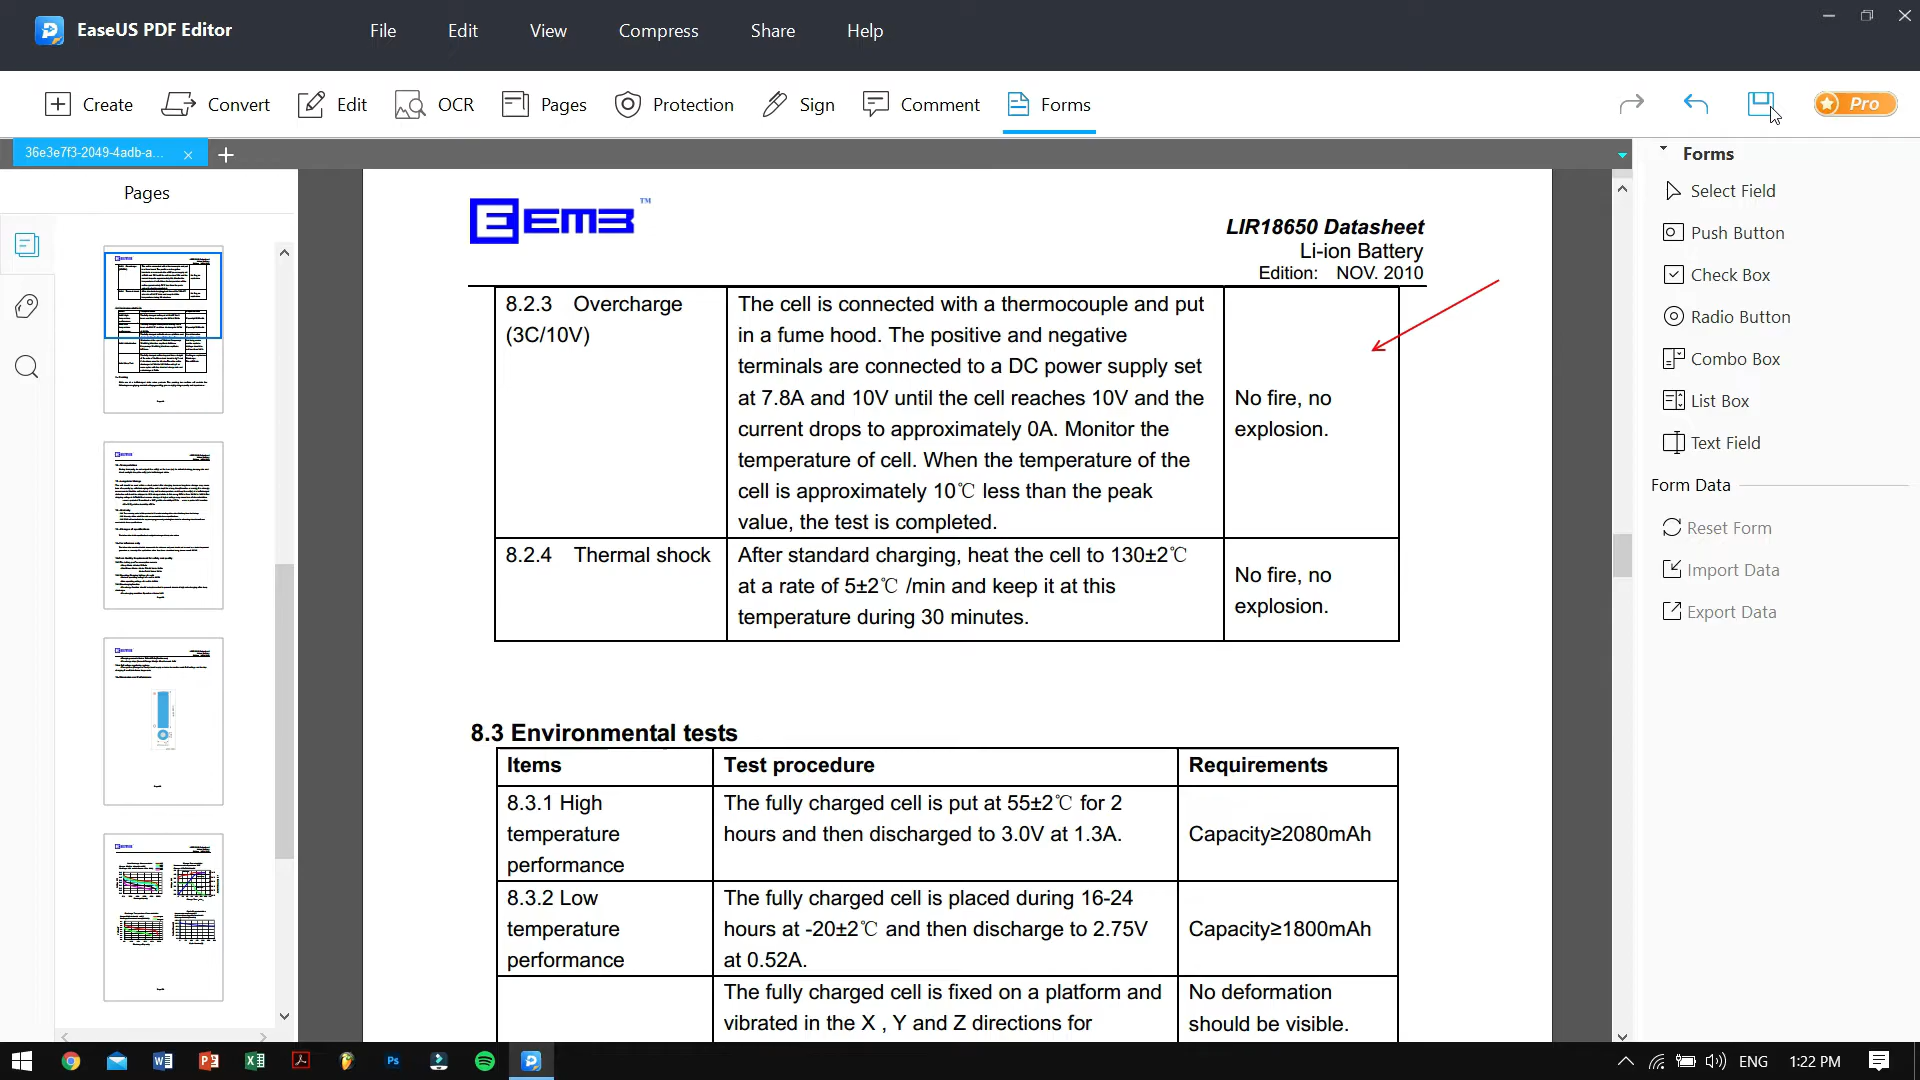 EaseUS PDF Editor
File Edit View Compress Share Help
Create Convert Edit OCR Pages Protection Sign Comment Forms Pro
36e3e7f3-2049-4adb-a...
Pages
EEMB ™
LIR18650 Datasheet
Li-ion Battery
Edition: NOV. 2010
8.2.3 Overcharge
(3C/10V)
The cell is connected with a thermocouple and put
in a fume hood. The positive and negative
terminals are connected to a DC power supply set
at 7.8A and 10V until the cell reaches 10V and the
current drops to approximately 0A. Monitor the
temperature of cell. When the temperature of the
cell is approximately 10℃ less than the peak
value, the test is completed.
No fire, no
explosion.
8.2.4 Thermal shock
After standard charging, heat the cell to 130±2℃
at a rate of 5±2℃ /min and keep it at this
temperature during 30 minutes.
No fire, no
explosion.
8.3 Environmental tests
Items Test procedure Requirements
8.3.1 High
temperature
performance
The fully charged cell is put at 55±2℃ for 2
hours and then discharged to 3.0V at 1.3A.
Capacity≥2080mAh
8.3.2 Low
temperature
performance
The fully charged cell is placed during 16-24
hours at -20±2℃ and then discharge to 2.75V
at 0.52A.
Capacity≥1800mAh
The fully charged cell is fixed on a platform and
vibrated in the X , Y and Z directions for
No deformation
should be visible.
Forms
Select Field
Push Button
Check Box
Radio Button
Combo Box
List Box
Text Field
Form Data
Reset Form
Import Data
Export Data
ENG 1:22 PM